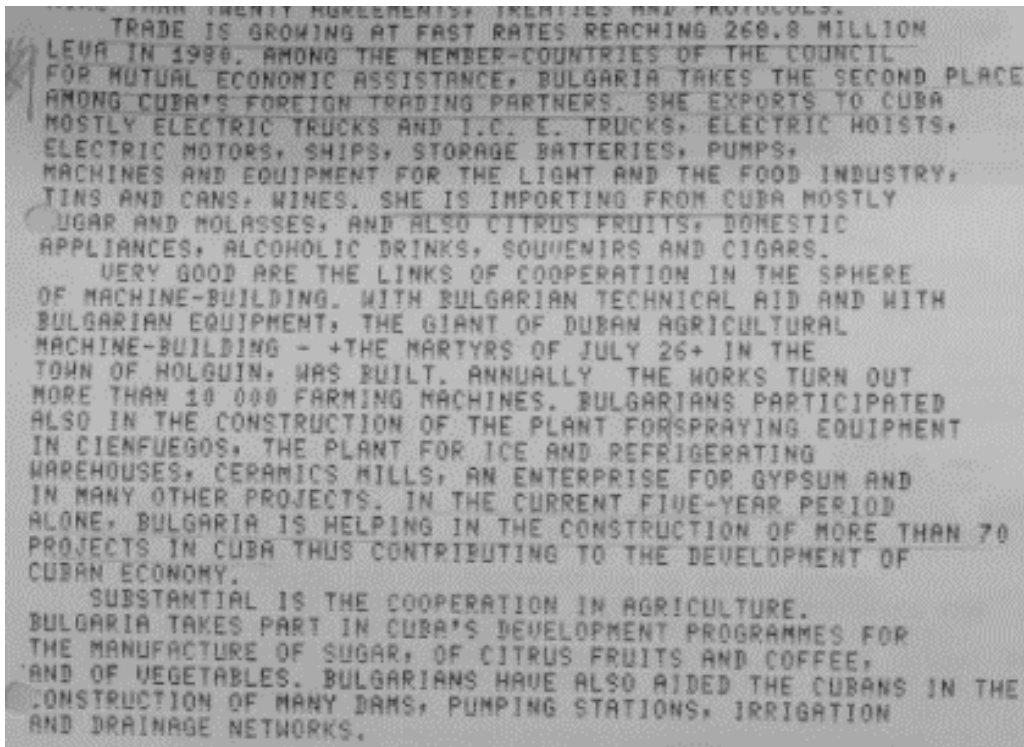 MORE THAN TWENTY AGREEMENTS, TREATIES AND PROTOCOLS.
TRADE IS GROWING AT FAST RATES REACHING 268.8 MILLION
LEVA IN 1980. AMONG THE MEMBER-COUNTRIES OF THE COUNCIL
FOR MUTUAL ECONOMIC ASSISTANCE, BULGARIA TAKES THE SECOND PLACE
AMONG CUBA'S FOREIGN TRADING PARTNERS. SHE EXPORTS TO CUBA
MOSTLY ELECTRIC TRUCKS AND I.C. E. TRUCKS, ELECTRIC HOISTS,
ELECTRIC MOTORS, SHIPS, STORAGE BATTERIES, PUMPS,
MACHINES AND EQUIPMENT FOR THE LIGHT AND THE FOOD INDUSTRY,
TINS AND CANS, WINES. SHE IS IMPORTING FROM CUBA MOSTLY
SUGAR AND MOLASSES, AND ALSO CITRUS FRUITS, DOMESTIC
APPLIANCES, ALCOHOLIC DRINKS, SOUVENIRS AND CIGARS.
VERY GOOD ARE THE LINKS OF COOPERATION IN THE SPHERE
OF MACHINE-BUILDING. WITH BULGARIAN TECHNICAL AID AND WITH
BULGARIAN EQUIPMENT, THE GIANT OF DUBAN AGRICULTURAL
MACHINE-BUILDING - +THE MARTYRS OF JULY 26+ IN THE
TOWN OF HOLGUIN, WAS BUILT. ANNUALLY THE WORKS TURN OUT
MORE THAN 10 000 FARMING MACHINES. BULGARIANS PARTICIPATED
ALSO IN THE CONSTRUCTION OF THE PLANT FOR SPRAYING EQUIPMENT
IN CIENFUEGOS, THE PLANT FOR ICE AND REFRIGERATING
WAREHOUSES, CERAMICS MILLS, AN ENTERPRISE FOR GYPSUM AND
IN MANY OTHER PROJECTS. IN THE CURRENT FIVE-YEAR PERIOD
ALONE, BULGARIA IS HELPING IN THE CONSTRUCTION OF MORE THAN 70
PROJECTS IN CUBA THUS CONTRIBUTING TO THE DEVELOPMENT OF
CUBAN ECONOMY.
SUBSTANTIAL IS THE COOPERATION IN AGRICULTURE.
BULGARIA TAKES PART IN CUBA'S DEVELOPMENT PROGRAMMES FOR
THE MANUFACTURE OF SUGAR, OF CITRUS FRUITS AND COFFEE,
AND OF VEGETABLES. BULGARIANS HAVE ALSO AIDED THE CUBANS IN THE
CONSTRUCTION OF MANY DAMS, PUMPING STATIONS, IRRIGATION
AND DRAINAGE NETWORKS.